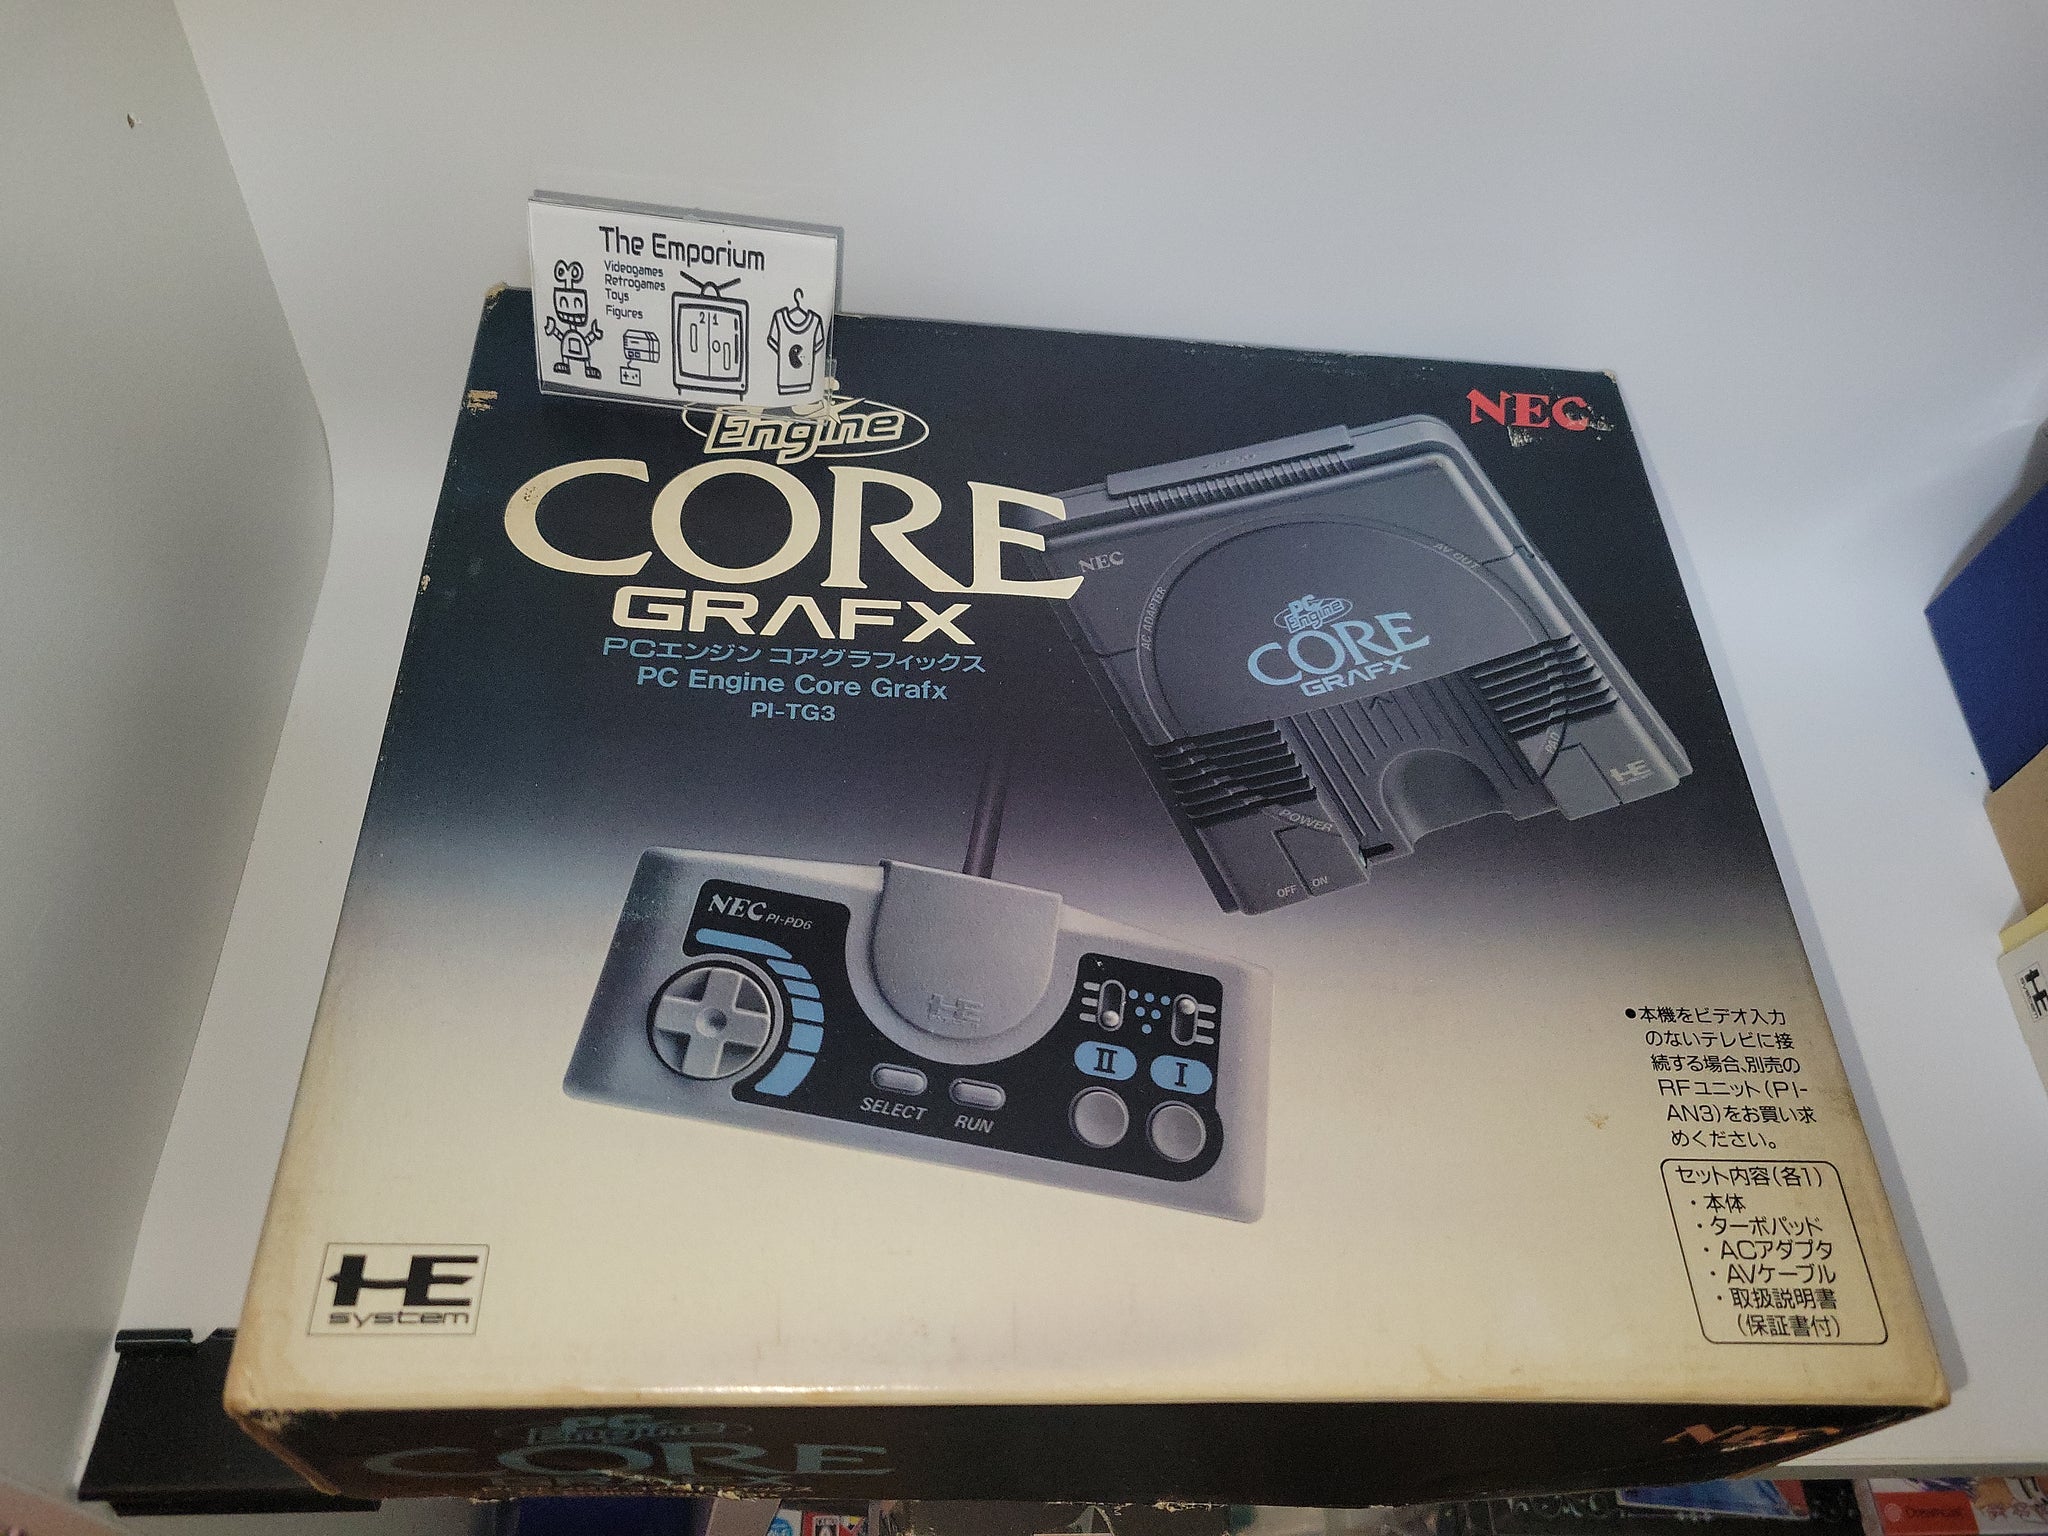 The Emporium
Videogames
Retrogames
Toys
Figures
2 1
Engine
CORE
GRAFX
PCエンジン コアグラフィックス
PC Engine Core Grafx
PI-TG3
NEC
NEC
AC ADAPTER
AV OUT
PC
Engine
CORE
GRAFX
PAD
HE
POWER
OFF ON
NEC PI-PD6
HE
II I
SELECT
RUN
●本機をビデオ入力
のないテレビに接
続する場合、別売の
RFユニット(PI-
AN3)をお買い求
めください。
セット内容(各1)
・本体
・ターボパッド
・ACアダプタ
・AVケーブル
・取扱説明書
(保証書付)
HE
system
PC
Engine
CORE
NEC
HE